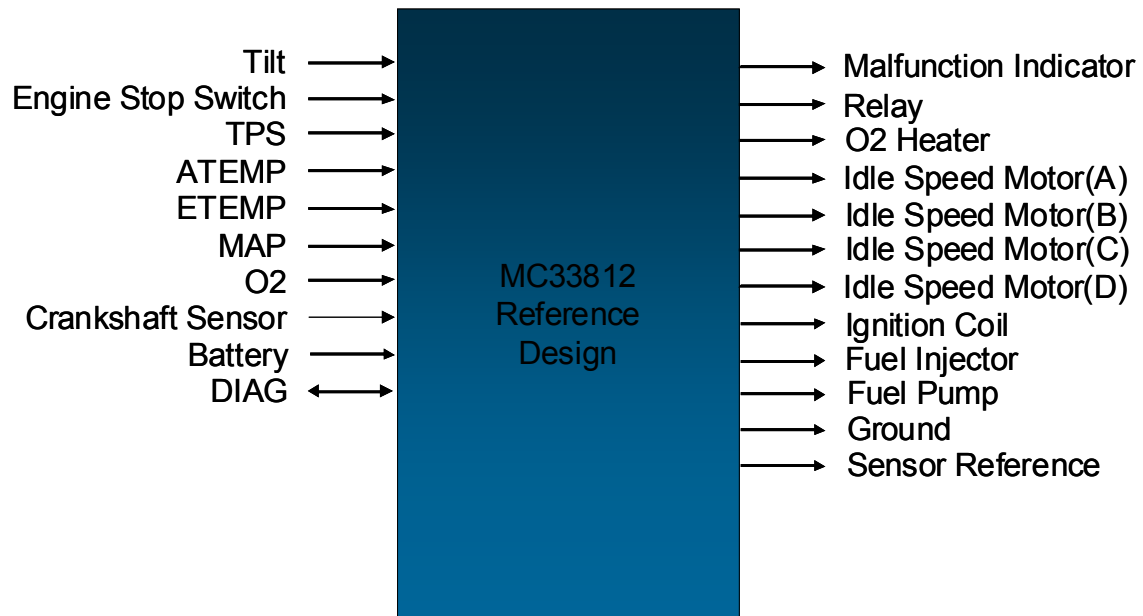 Tilt
Engine Stop Switch
TPS
ATEMP
ETEMP
MAP
O2
Crankshaft Sensor
Battery
DIAG
MC33812
Reference
Design
Malfunction Indicator
Relay
O2 Heater
Idle Speed Motor(A)
Idle Speed Motor(B)
Idle Speed Motor(C)
Idle Speed Motor(D)
Ignition Coil
Fuel Injector
Fuel Pump
Ground
Sensor Reference